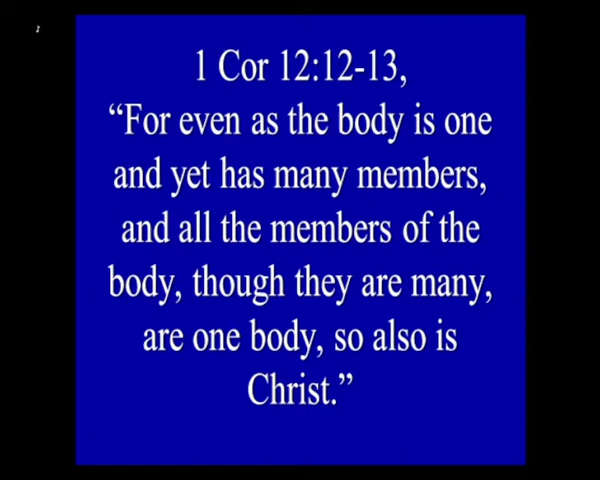 1 Cor 12:12-13,
“For even as the body is one
and yet has many members,
and all the members of the
body, though they are many,
are one body, so also is
Christ.”